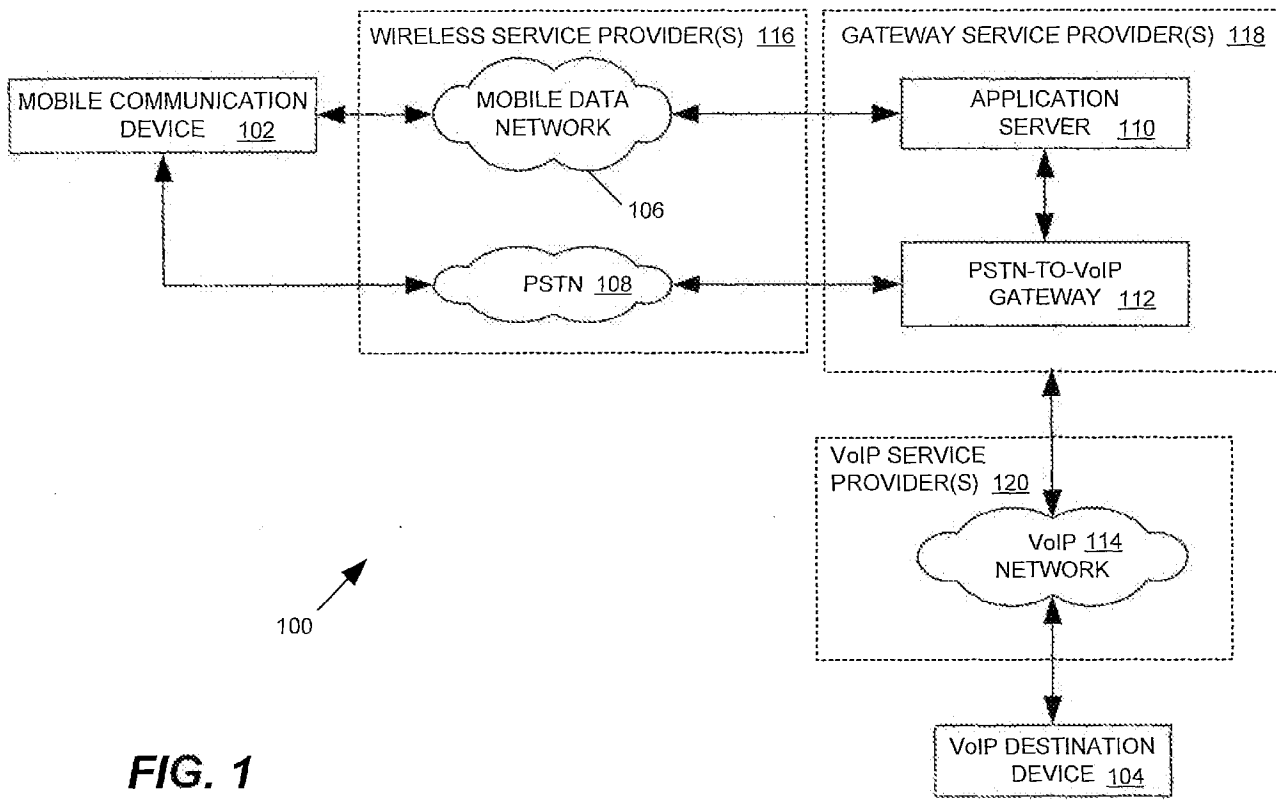 WIRELESS SERVICE PROVIDER(S) 116
GATEWAY SERVICE PROVIDER(S) 118
MOBILE COMMUNICATION
DEVICE 102
MOBILE DATA
NETWORK
106
APPLICATION
SERVER 110
PSTN 108
PSTN-TO-VoIP
GATEWAY 112
VoIP SERVICE
PROVIDER(S) 120
VoIP 114
NETWORK
100
VoIP DESTINATION
DEVICE 104
FIG. 1